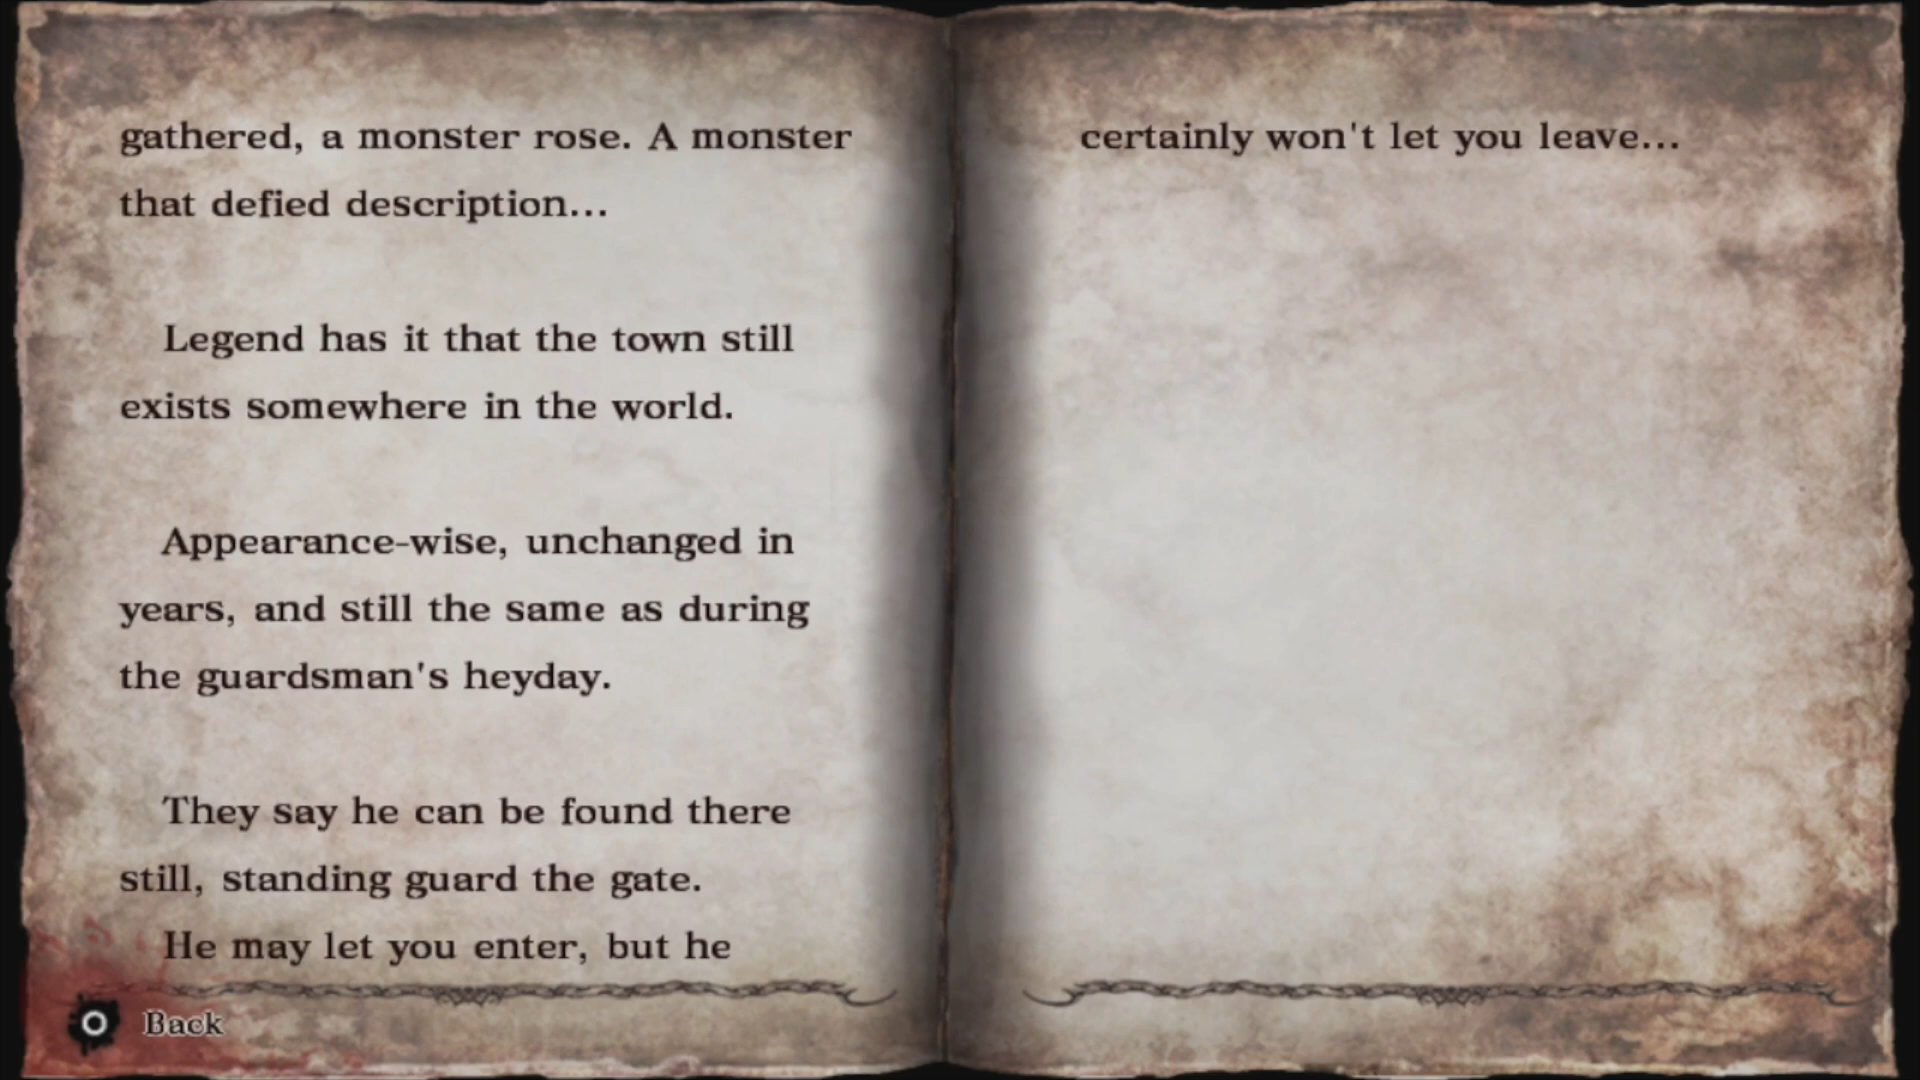 gathered, a monster rose. A monster
that defied description...
Legend has it that the town still
exists somewhere in the world.
Appearance-wise, unchanged in
years, and still the same as during
the guardsman's heyday.
They say he can be found there
still, standing guard the gate.
He may let you enter, but he
certainly won't let you leave...
Back